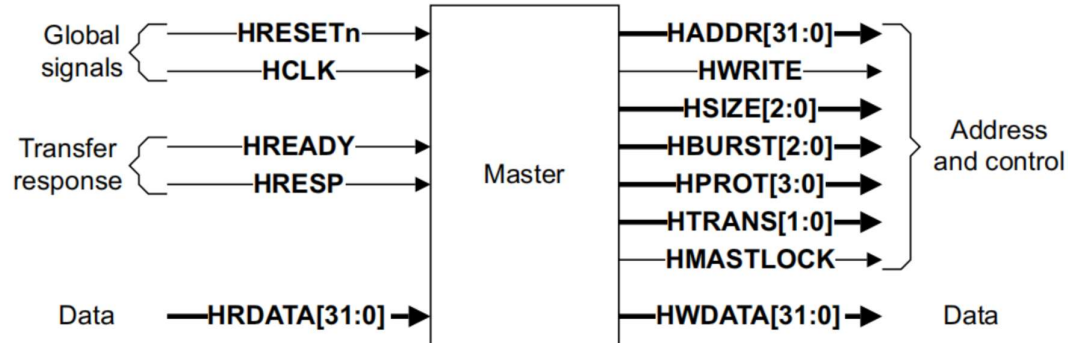 Global
signals
HRESETn
HCLK
Transfer
response
HREADY
HRESP
Data
HRDATA[31:0]
Master
HADDR[31:0]
HWRITE
HSIZE[2:0]
HBURST[2:0]
HPROT[3:0]
HTRANS[1:0]
HMASTLOCK
Address
and control
HWDATA[31:0]
Data